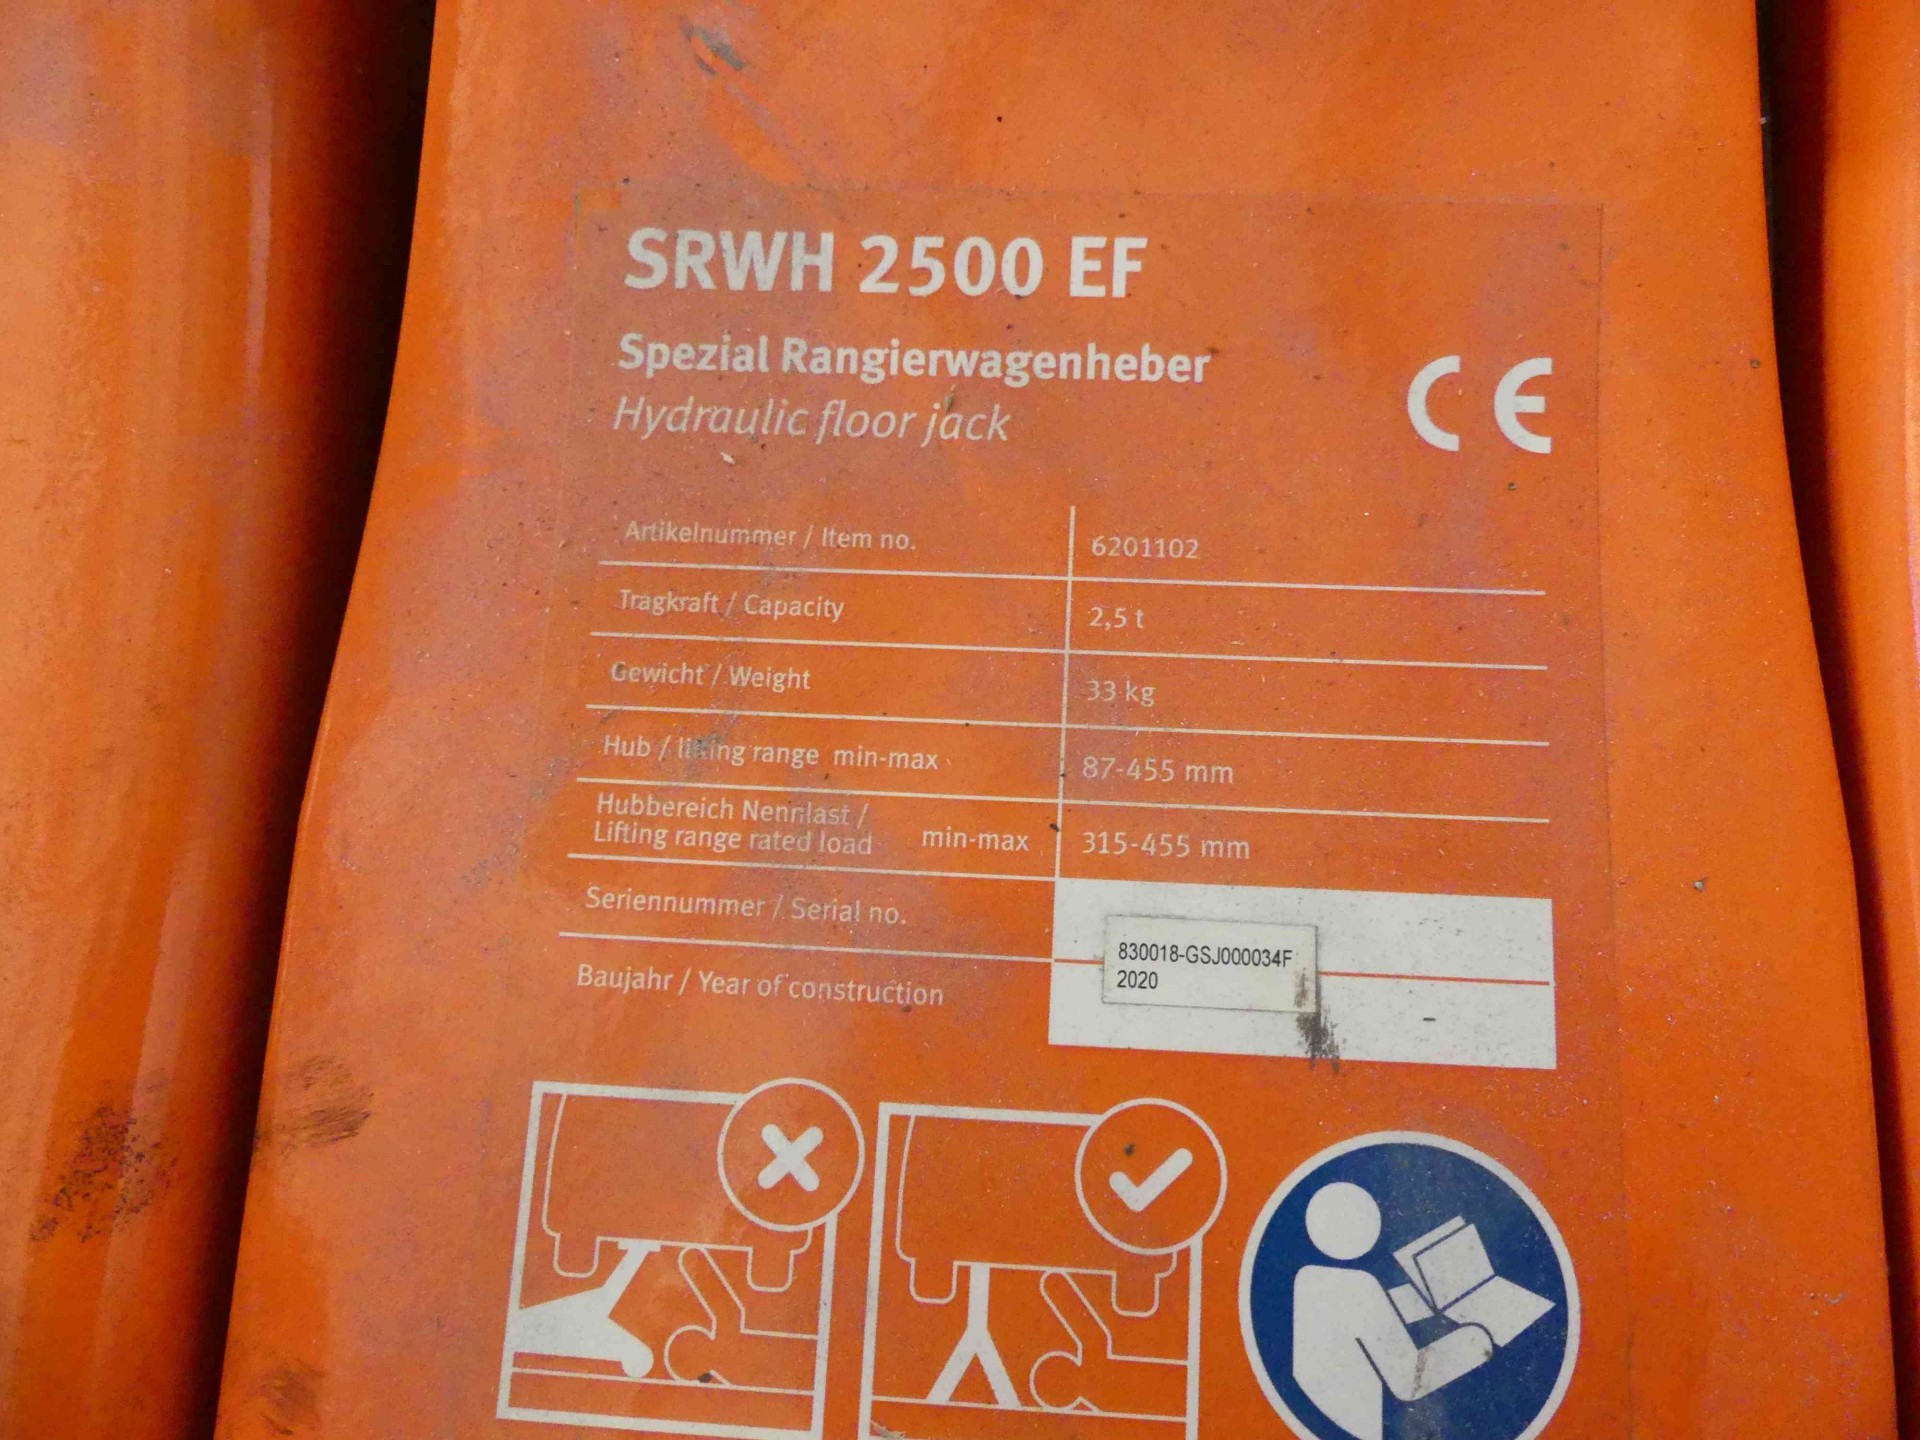 SRWH 2500 EF
Spezial Rangierwagenheber
Hydraulic floor jack
CE
Artikelnummer / Item no. 6201102
Tragkraft / Capacity 2,5 t
Gewicht / Weight 33 kg
Hub / lifting range min-max 87-455 mm
Hubbereich Nennlast /
Lifting range rated load min-max 315-455 mm
Seriennummer / Serial no. 830018-GSJ000034F
Baujahr / Year of construction 2020